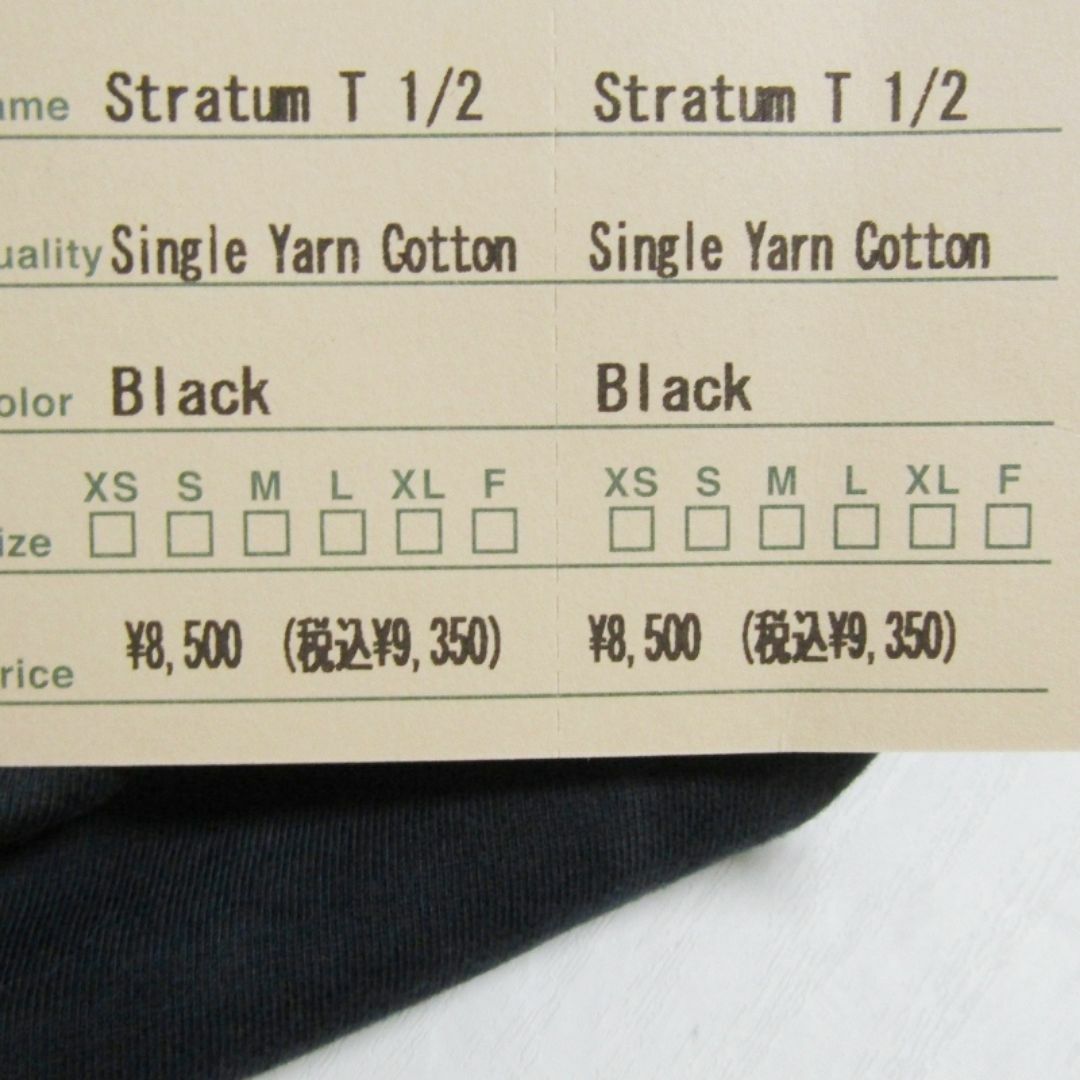 ame Stratum T 1/2 Stratum T 1/2
uality Single Yarn Cotton Single Yarn Cotton
olor Black Black
XS S M L XL F XS S M L XL F
ize
rice ¥8,500 (税込¥9,350) ¥8,500 (税込¥9,350)